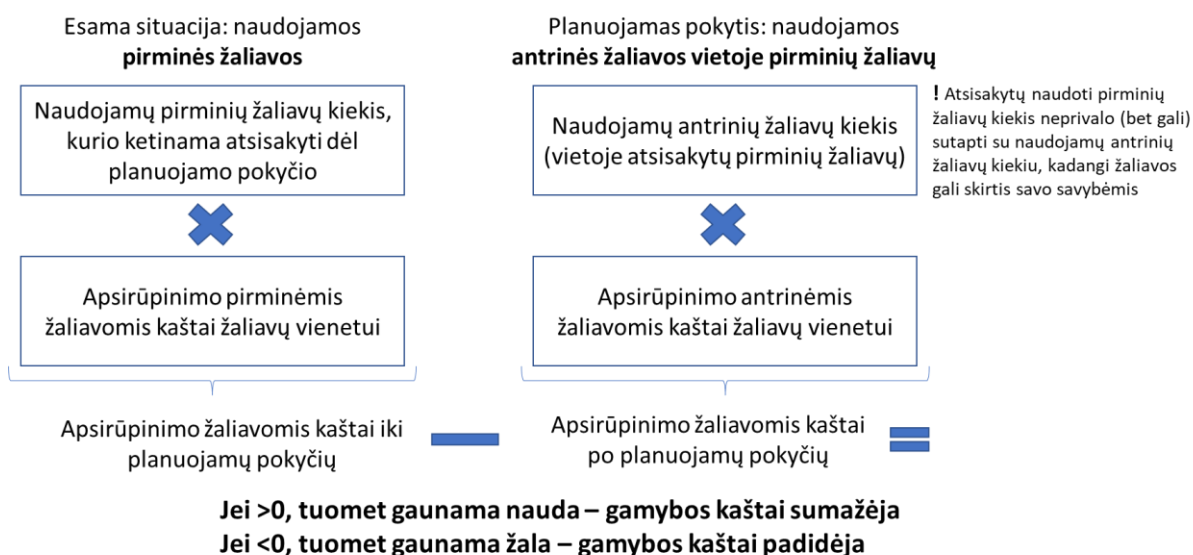 Esama situacija: naudojamos
pirminės žaliavos
Planuojamas pokytis: naudojamos
antrinės žaliavos vietoje pirminių žaliavų
Naudojamų pirminių žaliavų kiekis,
kurio ketinama atsisakyti dėl
planuojamo pokyčio
Naudojamų antrinių žaliavų kiekis
(vietoje atsisakytų pirminių žaliavų)
! Atsisakytų naudoti pirminių
žaliavų kiekis neprivalo (bet gali)
sutapti su naudojamų antrinių
žaliavų kiekiu, kadangi žaliavos
gali skirtis savo savybėmis
Apsirūpinimo pirminėmis
žaliavomis kaštai žaliavų vienetui
Apsirūpinimo antrinėmis
žaliavomis kaštai žaliavų vienetui
Apsirūpinimo žaliavomis kaštai iki
planuojamų pokyčių
Apsirūpinimo žaliavomis kaštai
po planuojamų pokyčių
Jei >0, tuomet gaunama nauda – gamybos kaštai sumažėja
Jei <0, tuomet gaunama žala – gamybos kaštai padidėja